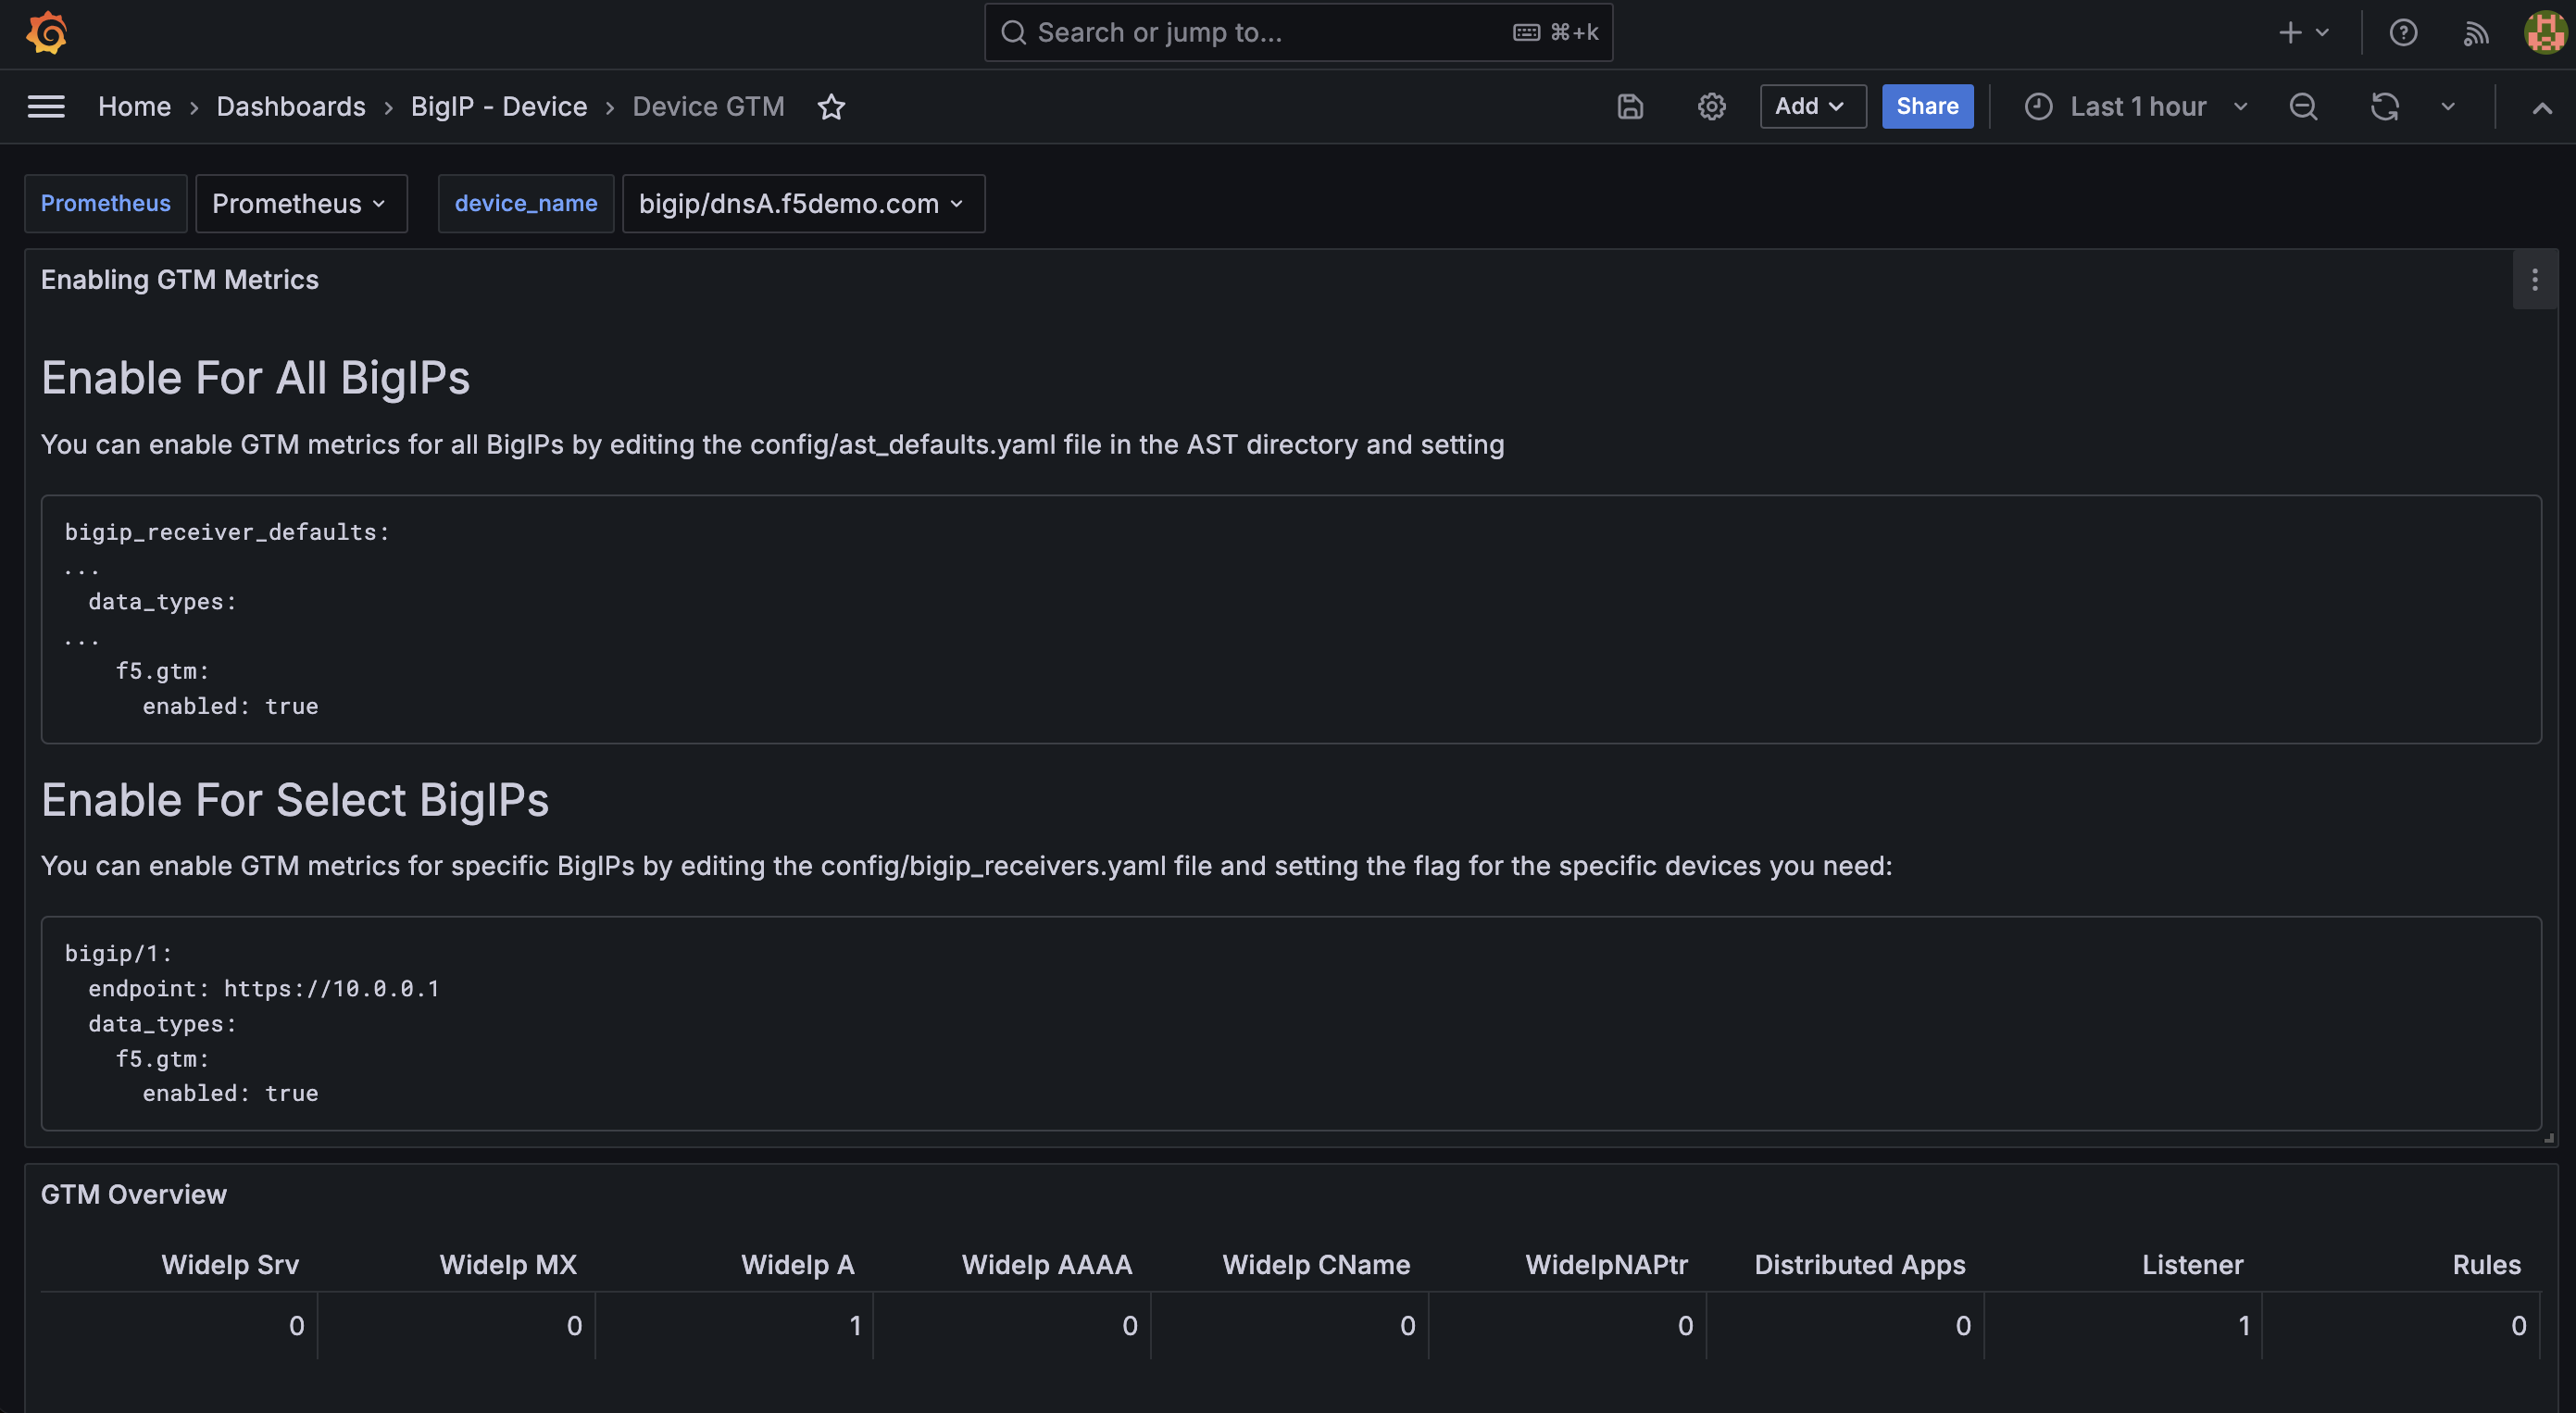 Search or jump to... ⌘+k
Home › Dashboards › BigIP - Device › Device GTM Add Share Last 1 hour
Prometheus Prometheus device_name bigip/dnsA.f5demo.com
Enabling GTM Metrics
Enable For All BigIPs
You can enable GTM metrics for all BigIPs by editing the config/ast_defaults.yaml file in the AST directory and setting
bigip_receiver_defaults:
...
  data_types:
...
    f5.gtm:
      enabled: true
Enable For Select BigIPs
You can enable GTM metrics for specific BigIPs by editing the config/bigip_receivers.yaml file and setting the flag for the specific devices you need:
bigip/1:
  endpoint: https://10.0.0.1
  data_types:
    f5.gtm:
      enabled: true
GTM Overview
WideIp Srv WideIp MX WideIp A WideIp AAAA WideIp CName WideIpNAPtr Distributed Apps Listener Rules
0 0 1 0 0 0 0 1 0